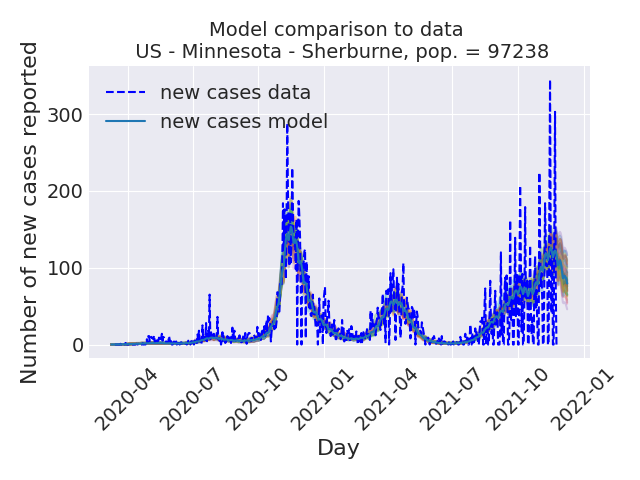 Model comparison to data
US - Minnesota - Sherburne, pop. = 97238
Number of new cases reported
new cases data
new cases model
300
200
100
0
2020-04
2020-07
2020-10
2021-01
2021-04
2021-07
2021-10
2022-01
Day